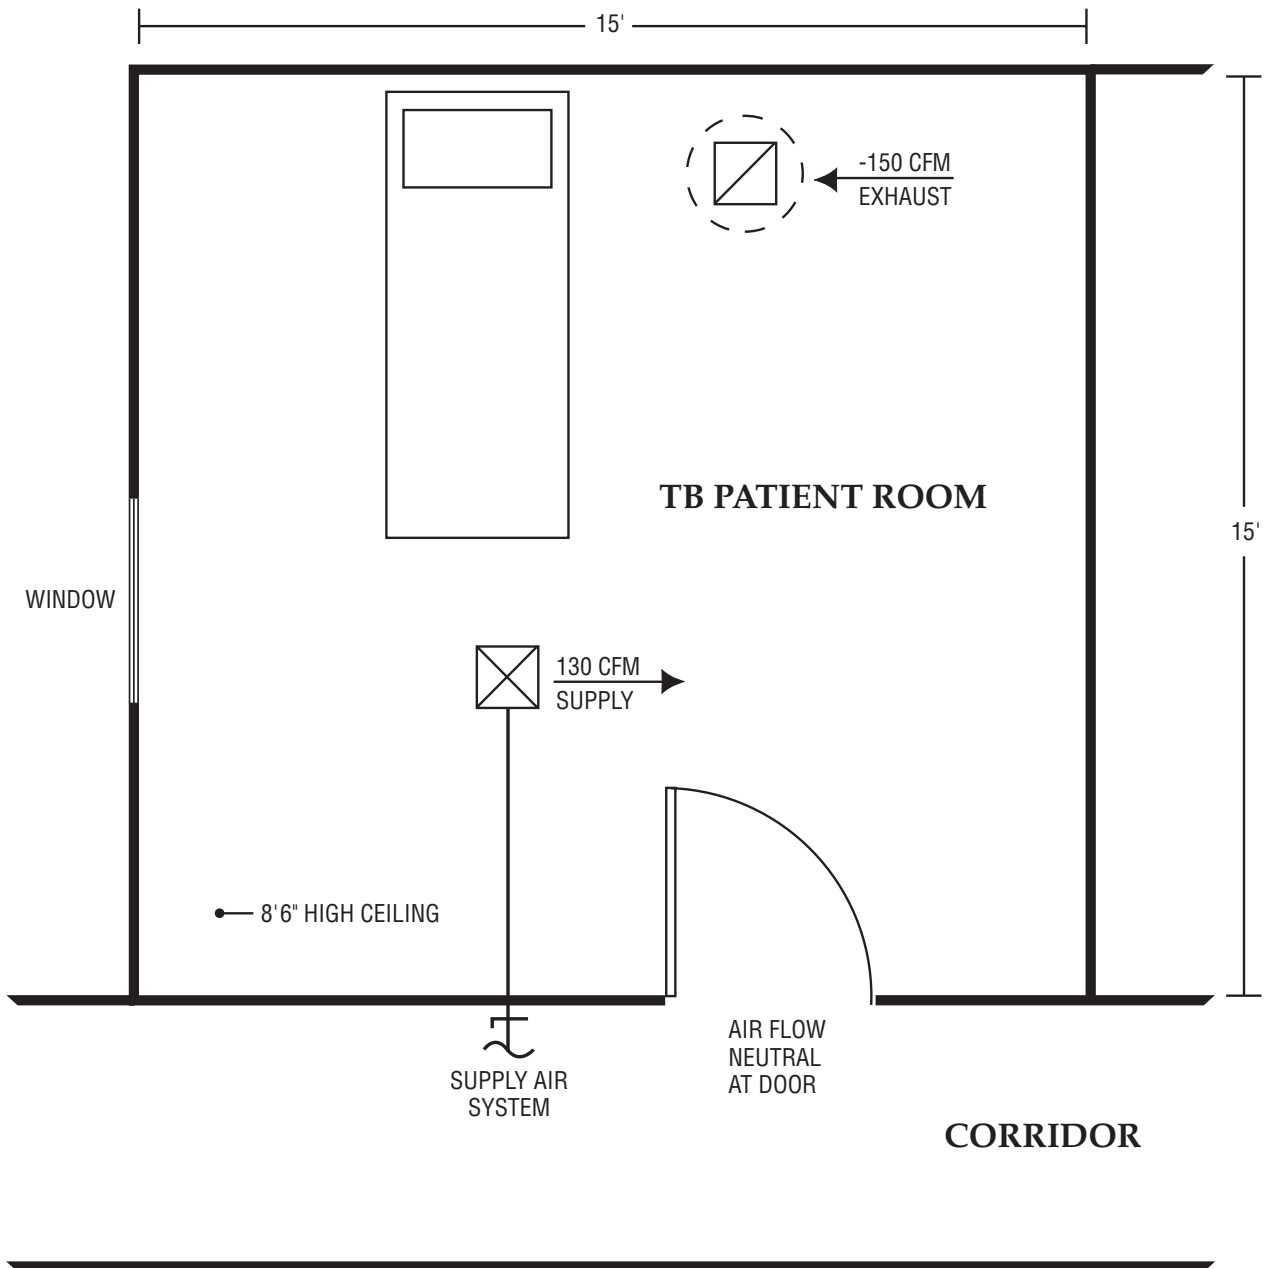 15'
-150 CFM
EXHAUST
TB PATIENT ROOM
15'
WINDOW
130 CFM
SUPPLY
8'6" HIGH CEILING
AIR FLOW
NEUTRAL
AT DOOR
SUPPLY AIR
SYSTEM
CORRIDOR